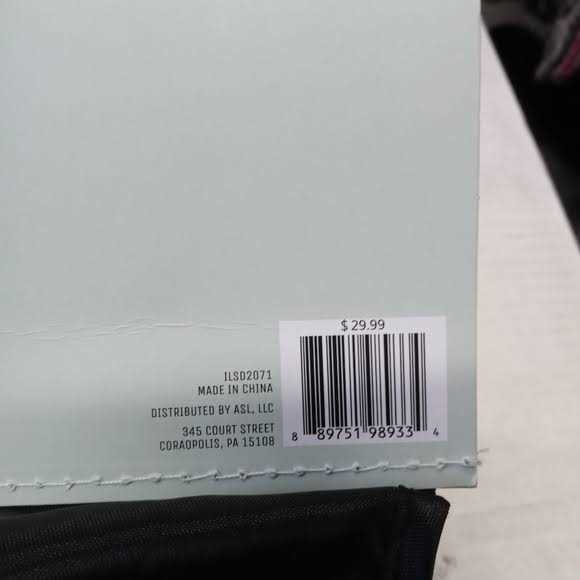 $ 29.99
ILSD2071
MADE IN CHINA
DISTRIBUTED BY ASL, LLC
345 COURT STREET
CORAOPOLIS, PA 15108
8 89751 98933 4